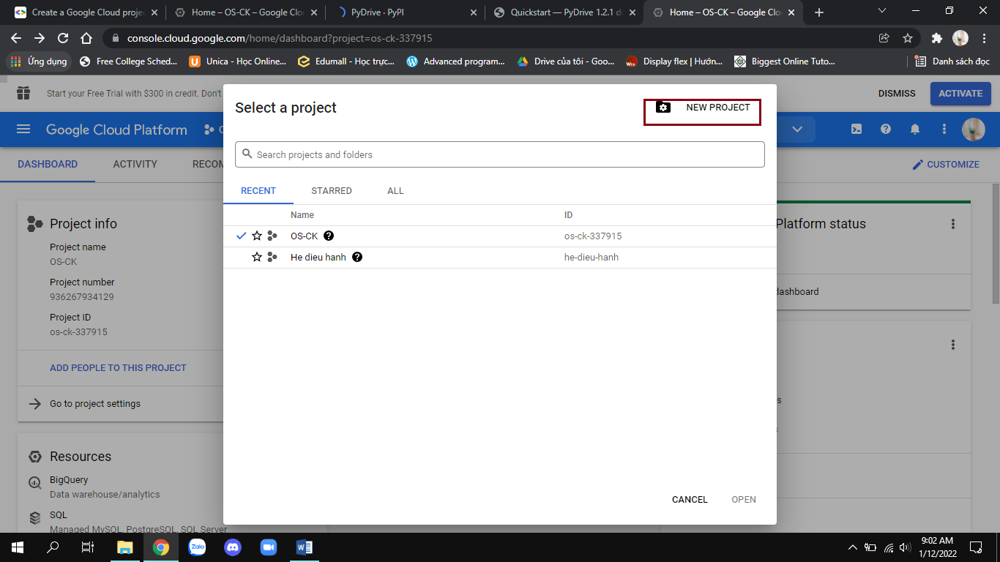 Create a Google Cloud proje
Home – OS-CK – Google Clo
PyDrive · PyPI
Quickstart — PyDrive 1.2.1 d
Home – OS-CK – Google Clo
console.cloud.google.com/home/dashboard?project=os-ck-337915
Ứng dụng
Free College Sched...
Unica - Học Online...
Edumall - Học trực...
Advanced program...
Drive của tôi - Goo...
Display flex | Hướn...
Biggest Online Tuto...
Danh sách đọc
Start your Free Trial with $300 in credit. Don't
DISMISS
ACTIVATE
Google Cloud Platform
DASHBOARD
ACTIVITY
RECOM
CUSTOMIZE
Select a project
NEW PROJECT
Search projects and folders
RECENT
STARRED
ALL
Name
ID
OS-CK
os-ck-337915
He dieu hanh
he-dieu-hanh
CANCEL
OPEN
Project info
Project name
OS-CK
Project number
936267934129
Project ID
os-ck-337915
ADD PEOPLE TO THIS PROJECT
Go to project settings
Resources
BigQuery
Data warehouse/analytics
SQL
Managed MySQL, PostgreSQL, SQL Server
Platform status
dashboard
s
Zalo
9:02 AM
1/12/2022